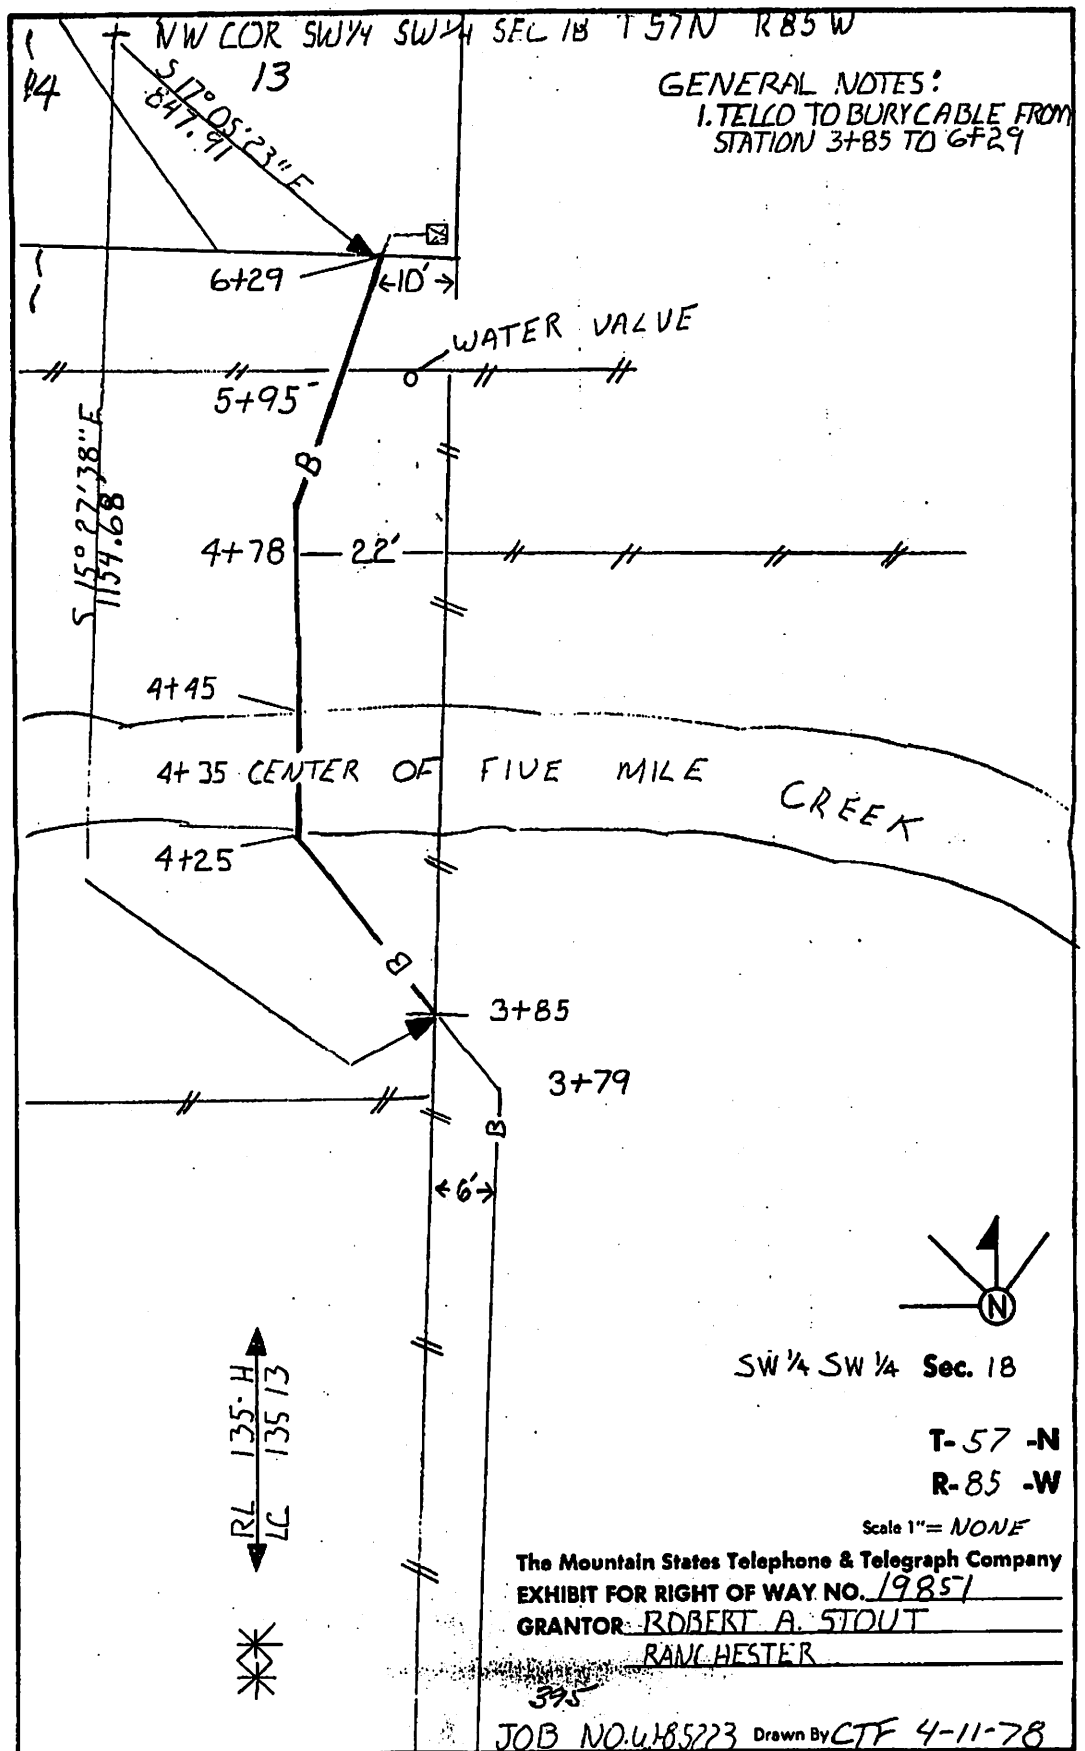 NW COR SW1/4 SW1/4 SEC 18 T57N R85W
13
14
GENERAL NOTES:
1. TELCO TO BURY CABLE FROM
STATION 3+85 TO 6+29
S 17° 05' 23" E
847.91
6+29
10'
WATER VALVE
5+95
B
S 15° 27' 38" E
1154.68
4+78
22'
4+45
4+35 CENTER OF FIVE MILE CREEK
4+25
B
3+85
3+79
B
6'
N
RL 135·H
LC 135 13
SW 1/4 SW 1/4 Sec. 18
T-57-N
R-85-W
Scale 1"= NONE
The Mountain States Telephone & Telegraph Company
EXHIBIT FOR RIGHT OF WAY NO. 19851
GRANTOR: ROBERT A. STOUT
RANCHESTER
395
JOB NO. Drawn By CTF 4-11-78